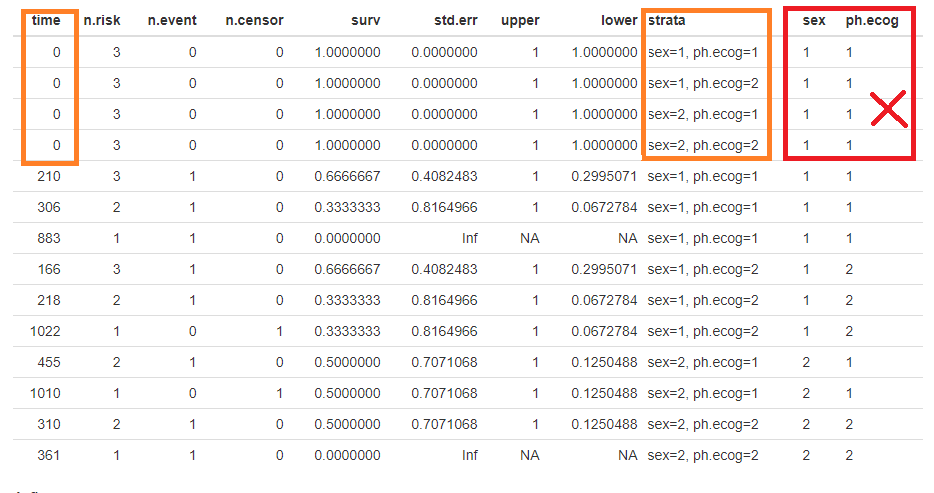 time n.risk n.event n.censor surv std.err upper lower strata sex ph.ecog
0 3 0 0 1.0000000 0.0000000 1 1.0000000 sex=1, ph.ecog=1 1 1
0 3 0 0 1.0000000 0.0000000 1 1.0000000 sex=1, ph.ecog=2 1 1
0 3 0 0 1.0000000 0.0000000 1 1.0000000 sex=2, ph.ecog=1 1 1
0 3 0 0 1.0000000 0.0000000 1 1.0000000 sex=2, ph.ecog=2 1 1
210 3 1 0 0.6666667 0.4082483 1 0.2995071 sex=1, ph.ecog=1 1 1
306 2 1 0 0.3333333 0.8164966 1 0.0672784 sex=1, ph.ecog=1 1 1
883 1 1 0 0.0000000 Inf NA NA sex=1, ph.ecog=1 1 1
166 3 1 0 0.6666667 0.4082483 1 0.2995071 sex=1, ph.ecog=2 1 2
218 2 1 0 0.3333333 0.8164966 1 0.0672784 sex=1, ph.ecog=2 1 2
1022 1 0 1 0.3333333 0.8164966 1 0.0672784 sex=1, ph.ecog=2 1 2
455 2 1 0 0.5000000 0.7071068 1 0.1250488 sex=2, ph.ecog=1 2 1
1010 1 0 1 0.5000000 0.7071068 1 0.1250488 sex=2, ph.ecog=1 2 1
310 2 1 0 0.5000000 0.7071068 1 0.1250488 sex=2, ph.ecog=2 2 2
361 1 1 0 0.0000000 Inf NA NA sex=2, ph.ecog=2 2 2